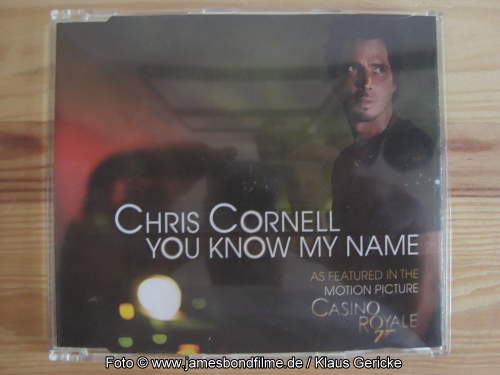 CHRIS CORNELL
YOU KNOW MY NAME
AS FEATURED IN THE
MOTION PICTURE
CASINO
ROYALE
7
Foto © www.jamesbondfilme.de / Klaus Gericke